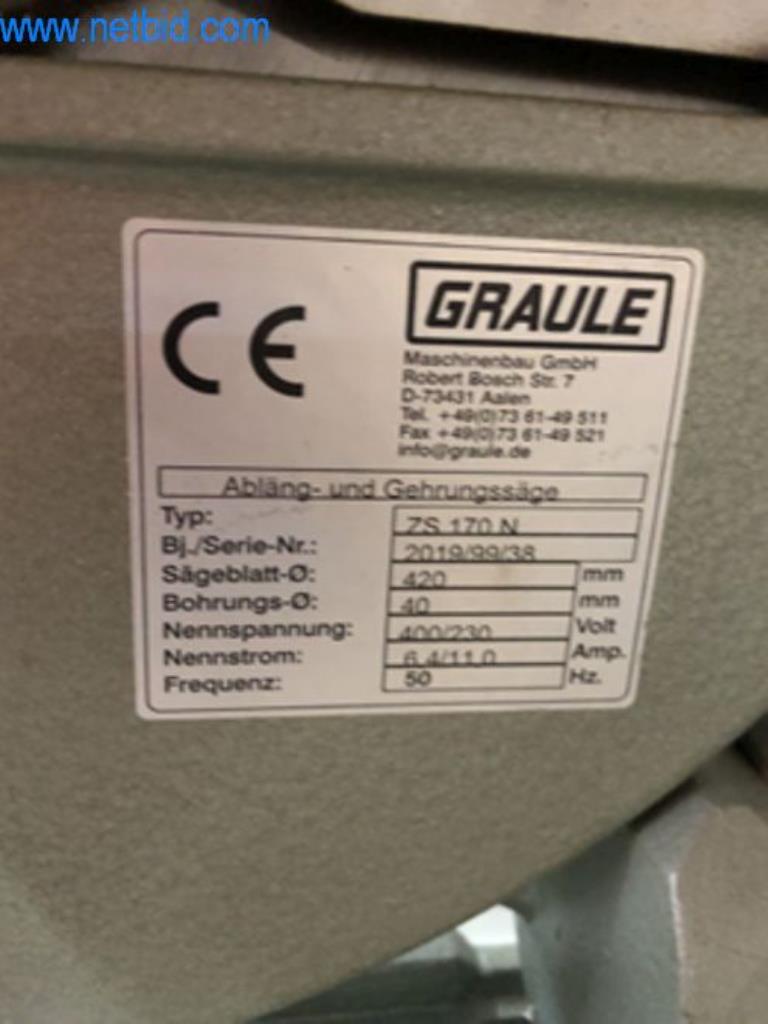 www.netbid.com
CE
GRAULE
Maschinenbau GmbH
Robert Bosch Str. 7
D-73431 Aalen
Tel. +49(0)73 61-49 511
Fax +49(0)73 61-49 521
info@graule.de
Abläng- und Gehrungssäge
Typ: ZS 170 N
Bj./Serie-Nr.: 2019/99/38
Sägeblatt-Ø: 420 mm
Bohrungs-Ø: 40 mm
Nennspannung: 400/230 Volt
Nennstrom: 6,4/11,0 Amp.
Frequenz: 50 Hz.